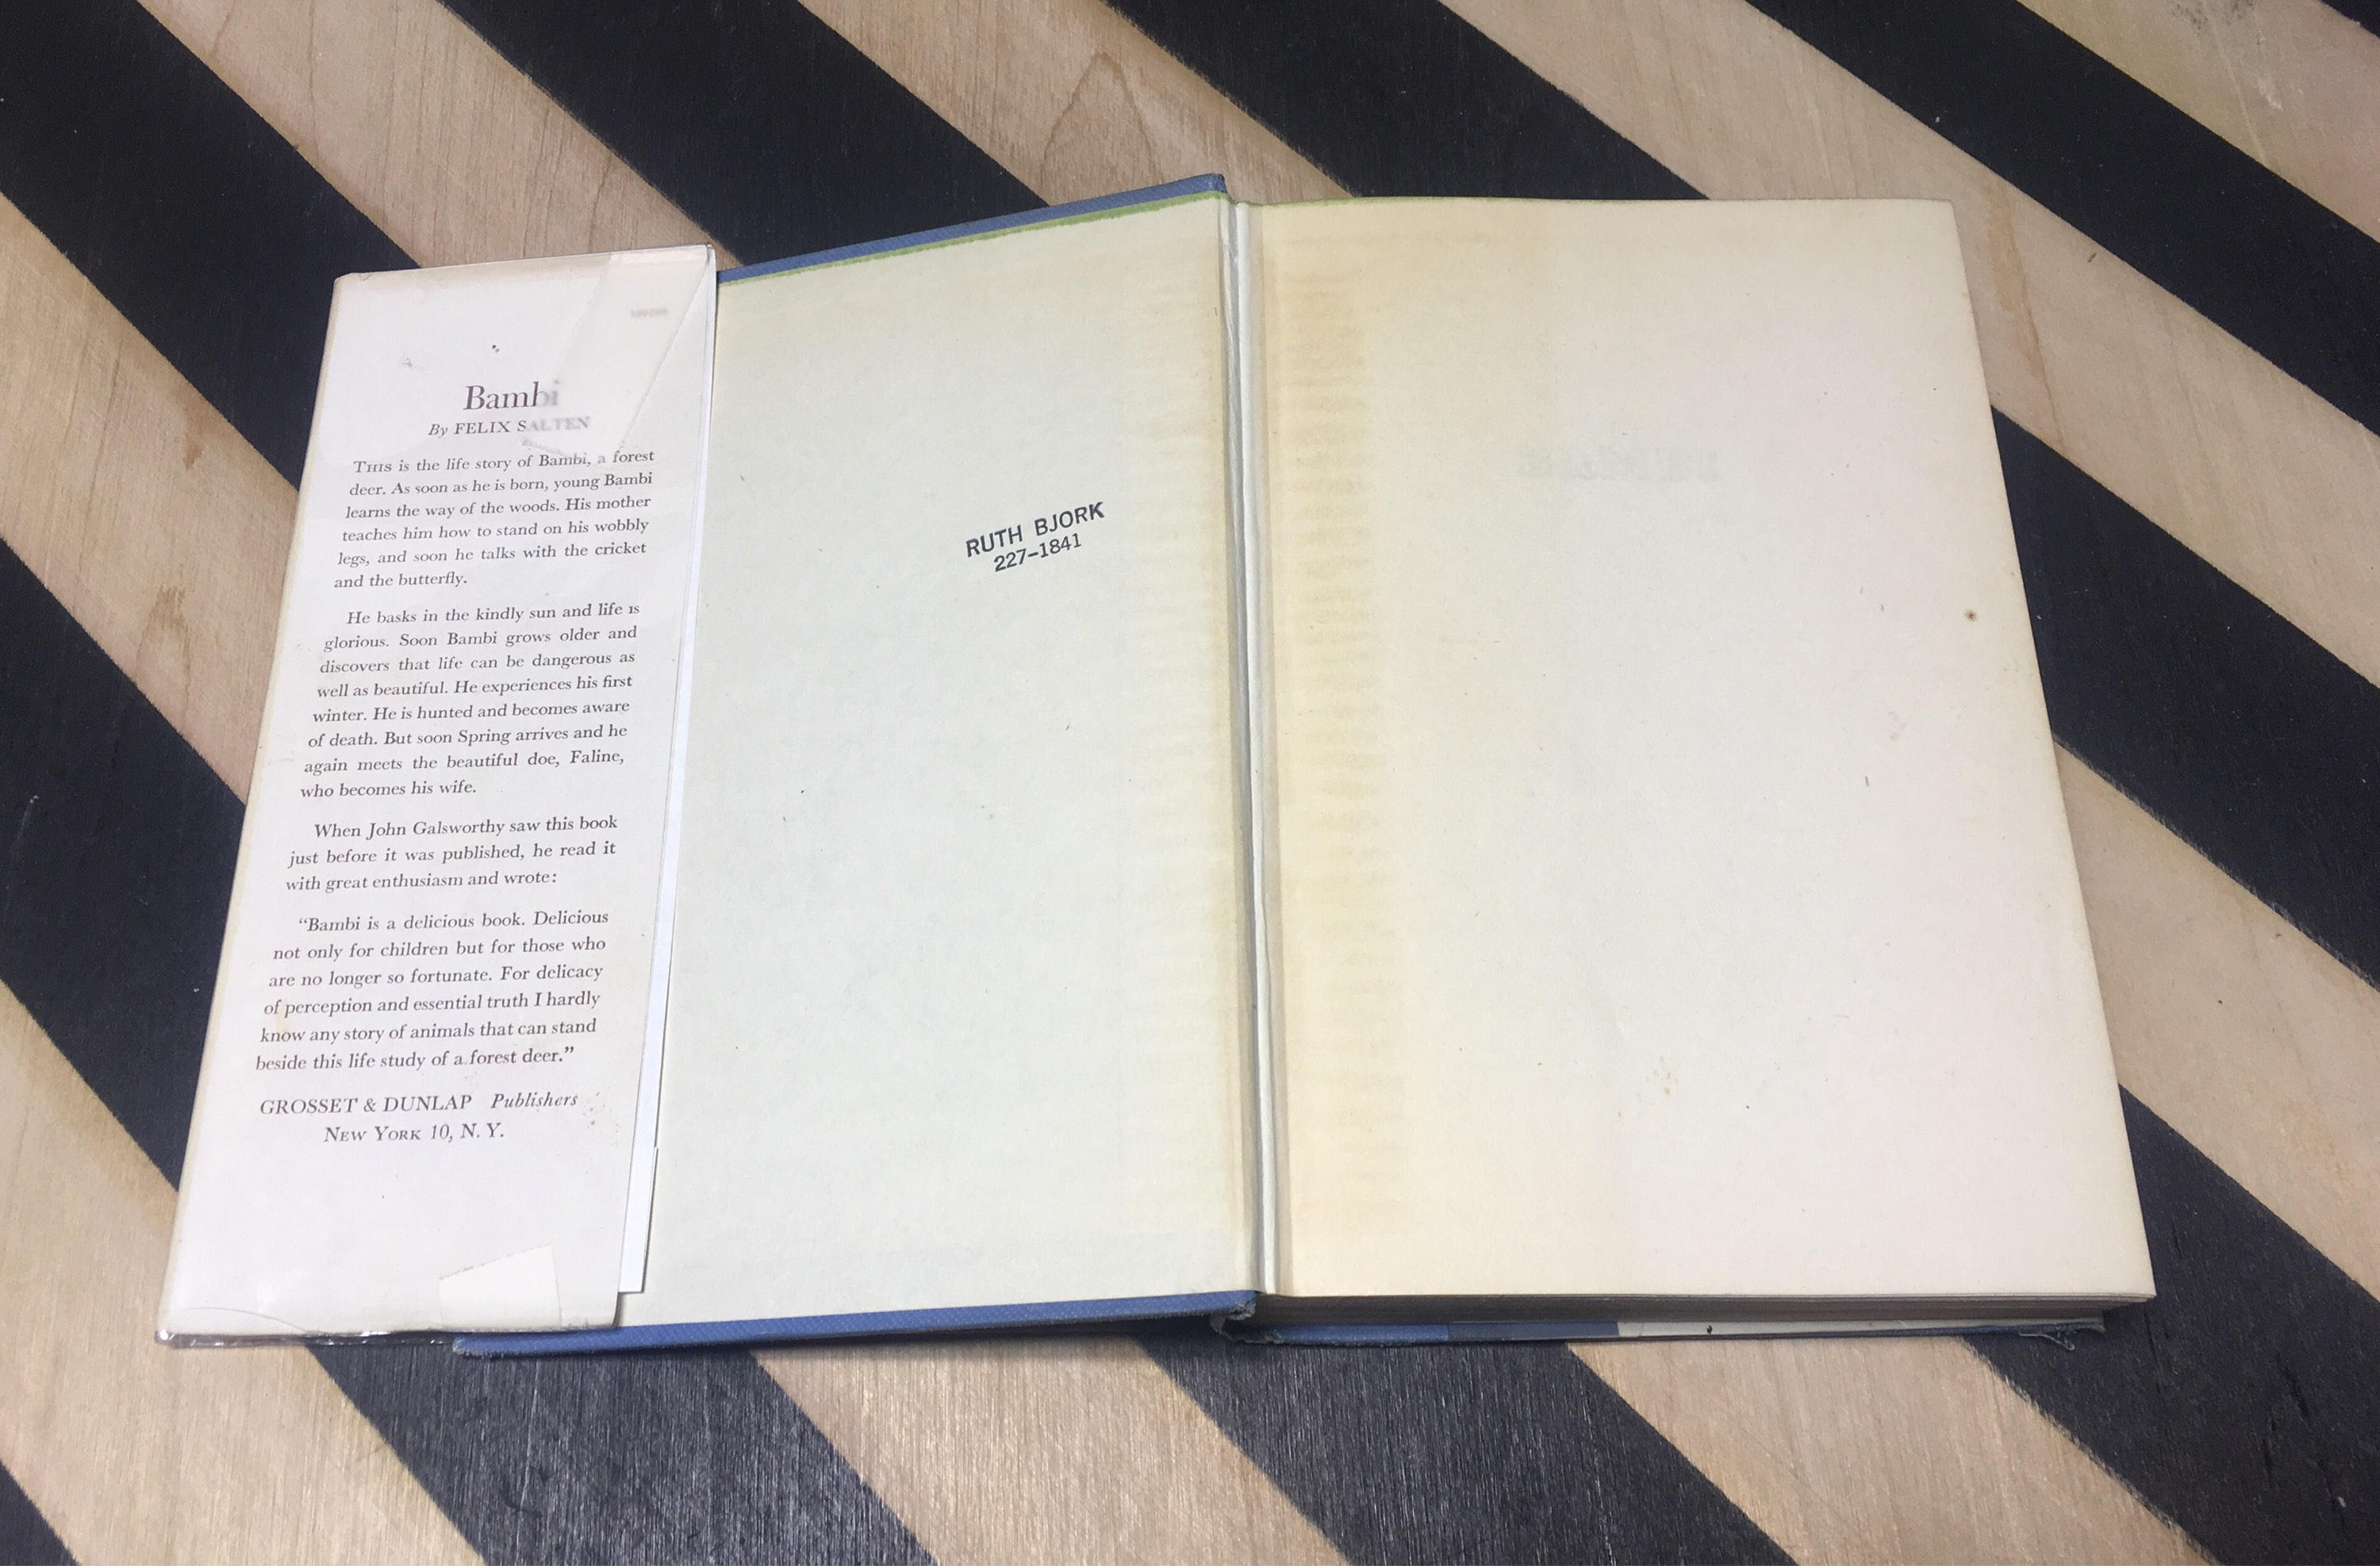 Bambi
By FELIX SALTEN
THIS is the life story of Bambi, a forest
deer. As soon as he is born, young Bambi
learns the way of the woods. His mother
teaches him how to stand on his wobbly
legs, and soon he talks with the cricket
and the butterfly.
He basks in the kindly sun and life is
glorious. Soon Bambi grows older and
discovers that life can be dangerous as
well as beautiful. He experiences his first
winter. He is hunted and becomes aware
of death. But soon Spring arrives and he
again meets the beautiful doe, Faline,
who becomes his wife.
When John Galsworthy saw this book
just before it was published, he read it
with great enthusiasm and wrote:
“Bambi is a delicious book. Delicious
not only for children but for those who
are no longer so fortunate. For delicacy
of perception and essential truth I hardly
know any story of animals that can stand
beside this life study of a forest deer.”
GROSSET & DUNLAP Publishers
NEW YORK 10, N. Y.
RUTH BJORK
227-1841